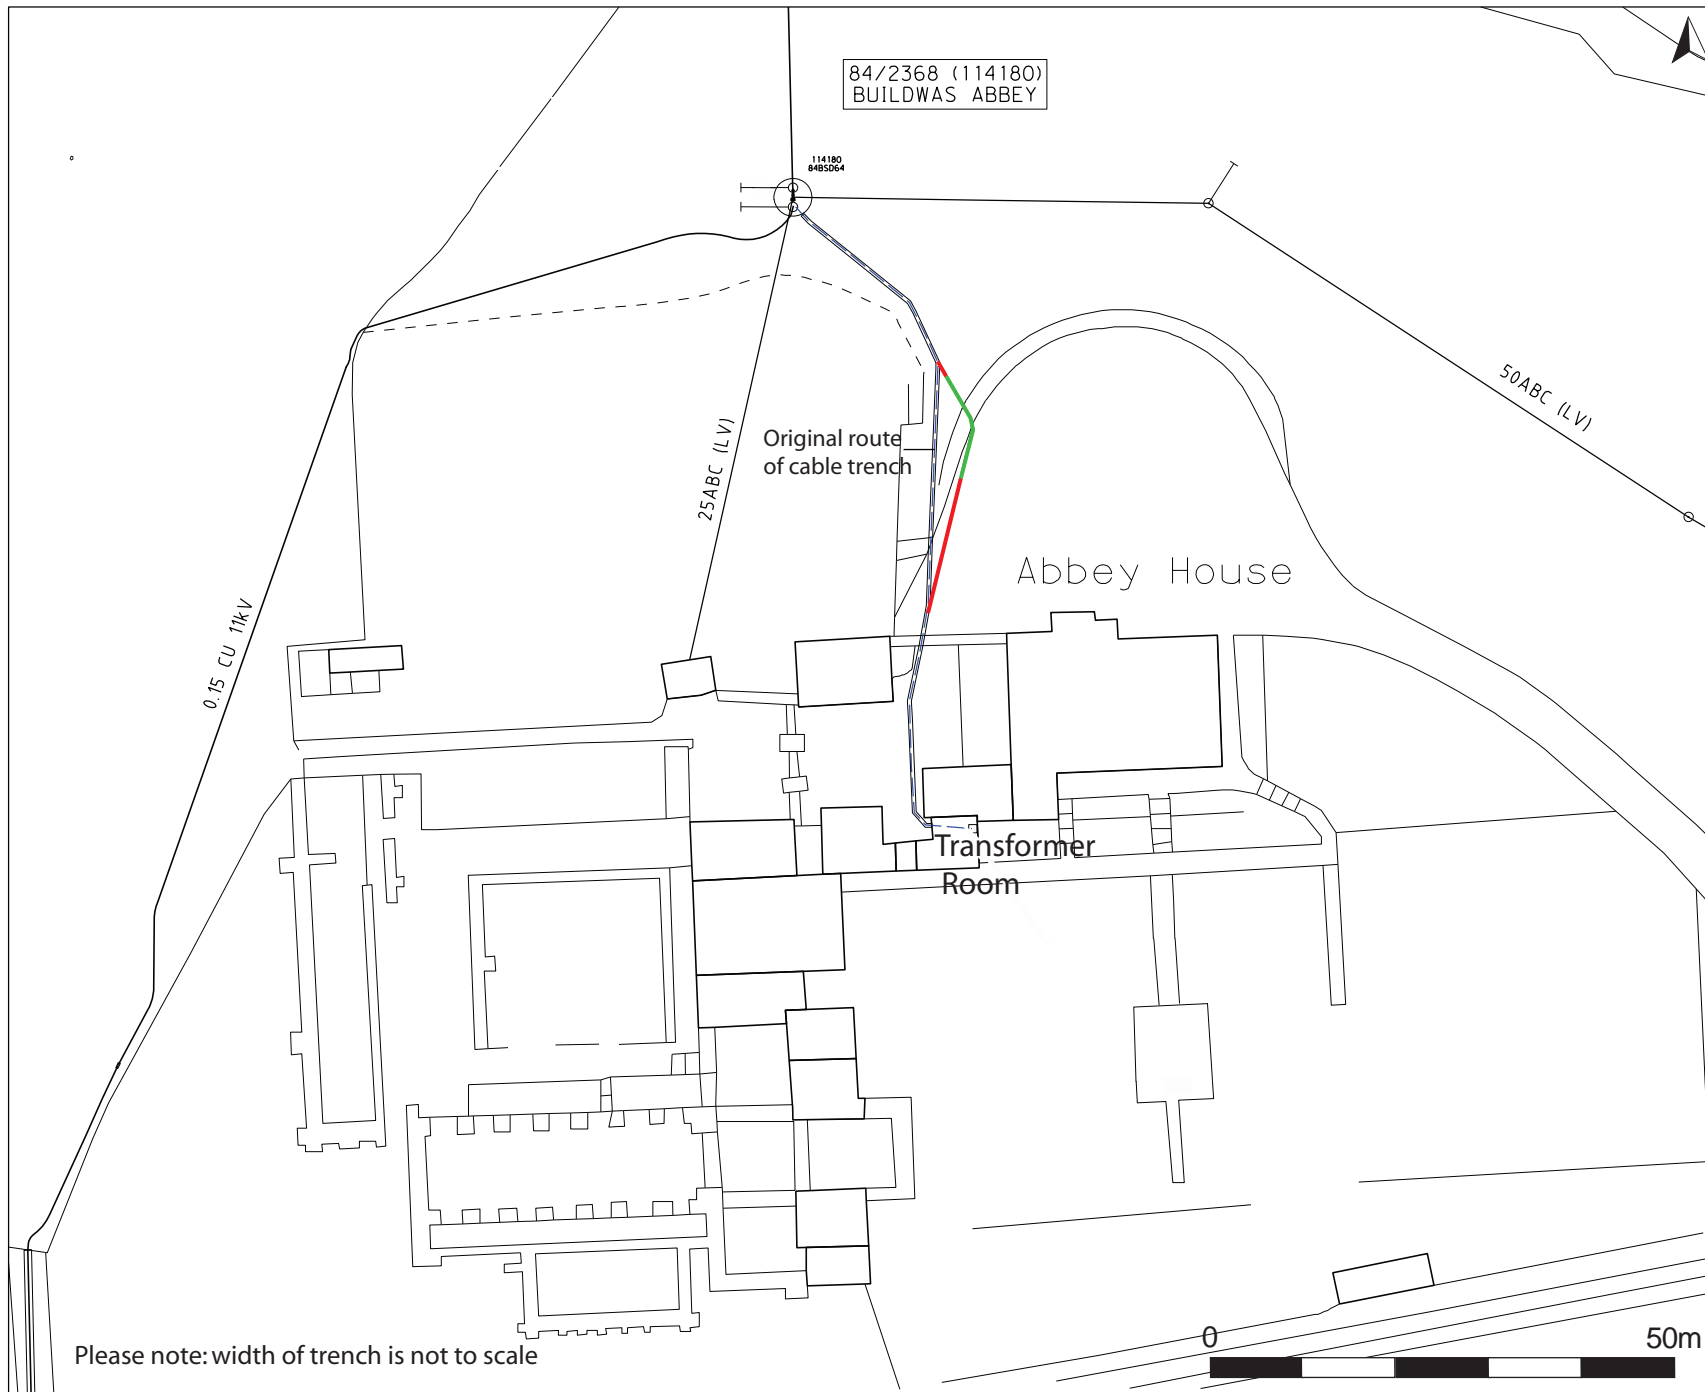 84/2368 (114180)
BUILDWAS ABBEY
114180
84BSD64
50ABC (LV)
25ABC (LV)
Original route
of cable trench
Abbey House
0.15 CU 11kV
Transformer
Room
Please note: width of trench is not to scale
0 50m